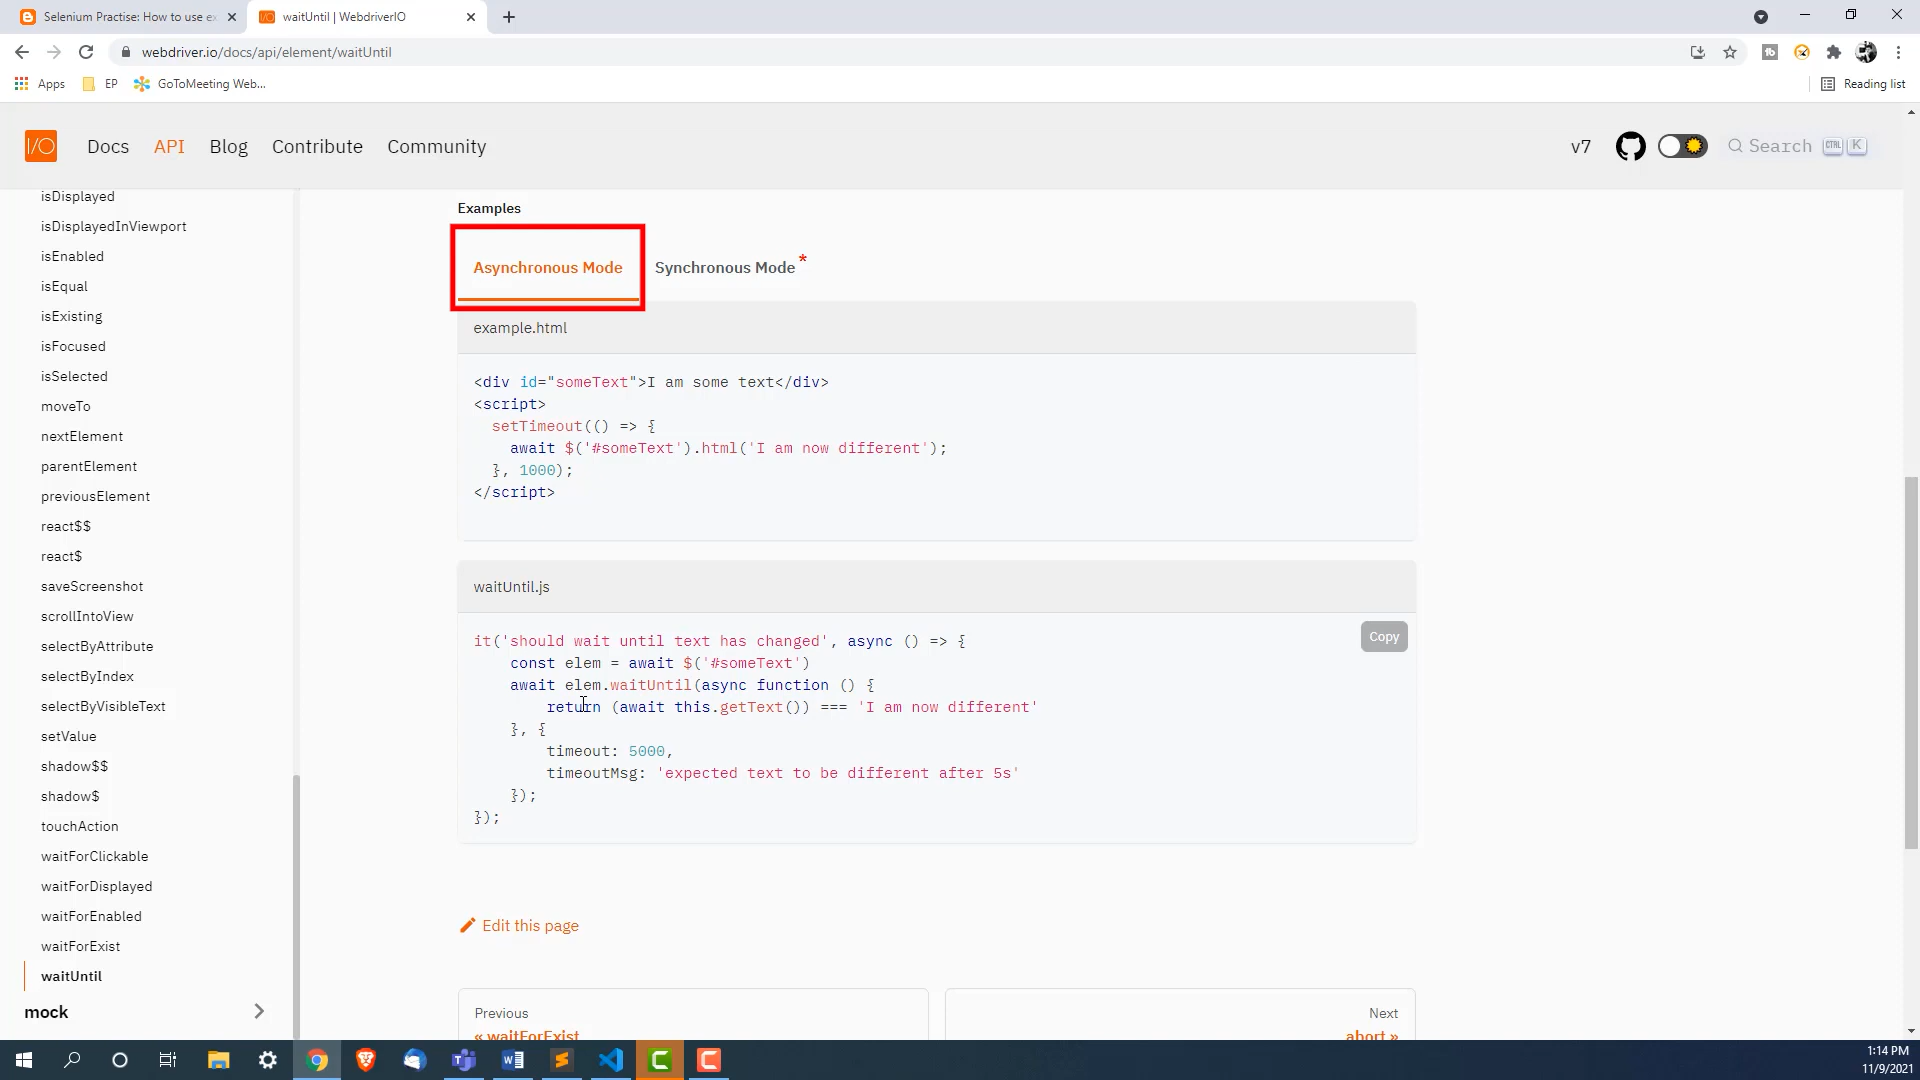 Selenium Practise: How to use ex
waitUntil | WebdriverIO
webdriver.io/docs/api/element/waitUntil
Apps
EP
GoToMeeting Web...
Reading list
I/O
Docs
API
Blog
Contribute
Community
v7
Search
CTRL
K
isDisplayed
isDisplayedInViewport
isEnabled
isEqual
isExisting
isFocused
isSelected
moveTo
nextElement
parentElement
previousElement
react$$
react$
saveScreenshot
scrollIntoView
selectByAttribute
selectByIndex
selectByVisibleText
setValue
shadow$$
shadow$
touchAction
waitForClickable
waitForDisplayed
waitForEnabled
waitForExist
waitUntil
mock
Examples
Asynchronous Mode
Synchronous Mode *
example.html
<div id="someText">I am some text</div>
<script>
  setTimeout(() => {
    await $('#someText').html('I am now different');
  }, 1000);
</script>
waitUntil.js
Copy
it('should wait until text has changed', async () => {
    const elem = await $('#someText')
    await elem.waitUntil(async function () {
        return (await this.getText()) === 'I am now different'
    }, {
        timeout: 5000,
        timeoutMsg: 'expected text to be different after 5s'
    });
});
Edit this page
Previous
« waitForExist
Next
abort »
1:14 PM
11/9/2021